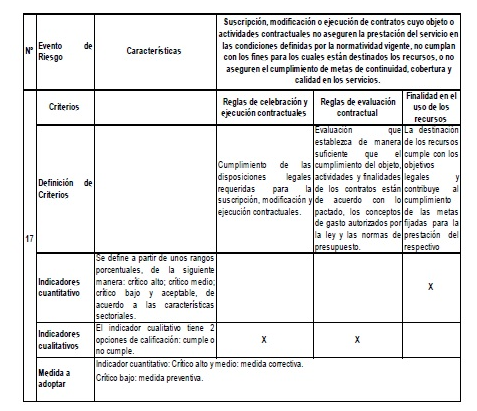 Nº
Evento de
Riesgo
Características
Suscripción, modificación o ejecución de contratos cuyo objeto o
actividades contractuales no aseguren la prestación del servicio en
las condiciones definidas por la normatividad vigente, no cumplan
con los fines para los cuales están destinados los recursos, o no
aseguren el cumplimiento de metas de continuidad, cobertura y
calidad en los servicios.
17
Criterios
Reglas de celebración y
ejecución contractuales
Reglas de evaluación
contractual
Finalidad en el
uso de los
recursos
Definición de
Criterios
Cumplimiento de las
disposiciones legales
requeridas para la
suscripción, modificación y
ejecución contractuales.
Evaluación que
establezca de manera
suficiente que el
cumplimiento del objeto,
actividades y finalidades
de los contratos están
de acuerdo con lo
pactado, los conceptos
de gasto autorizados por
la ley y las normas de
presupuesto.
La destinación
de los recursos
cumple con los
objetivos
legales y
contribuye al
cumplimiento
de las metas
fijadas para la
prestación del
respectivo
Indicadores
cuantitativo
Se define a partir de unos rangos
porcentuales, de la siguiente
manera: crítico alto; crítico medio;
crítico bajo y aceptable, de
acuerdo a las características
sectoriales.
X
Indicadores
cualitativos
El indicador cualitativo tiene 2
opciones de calificación: cumple o
no cumple.
X
X
Medida a
adoptar
Indicador cuantitativo: Crítico alto y medio: medida correctiva.
Crítico bajo: medida preventiva.